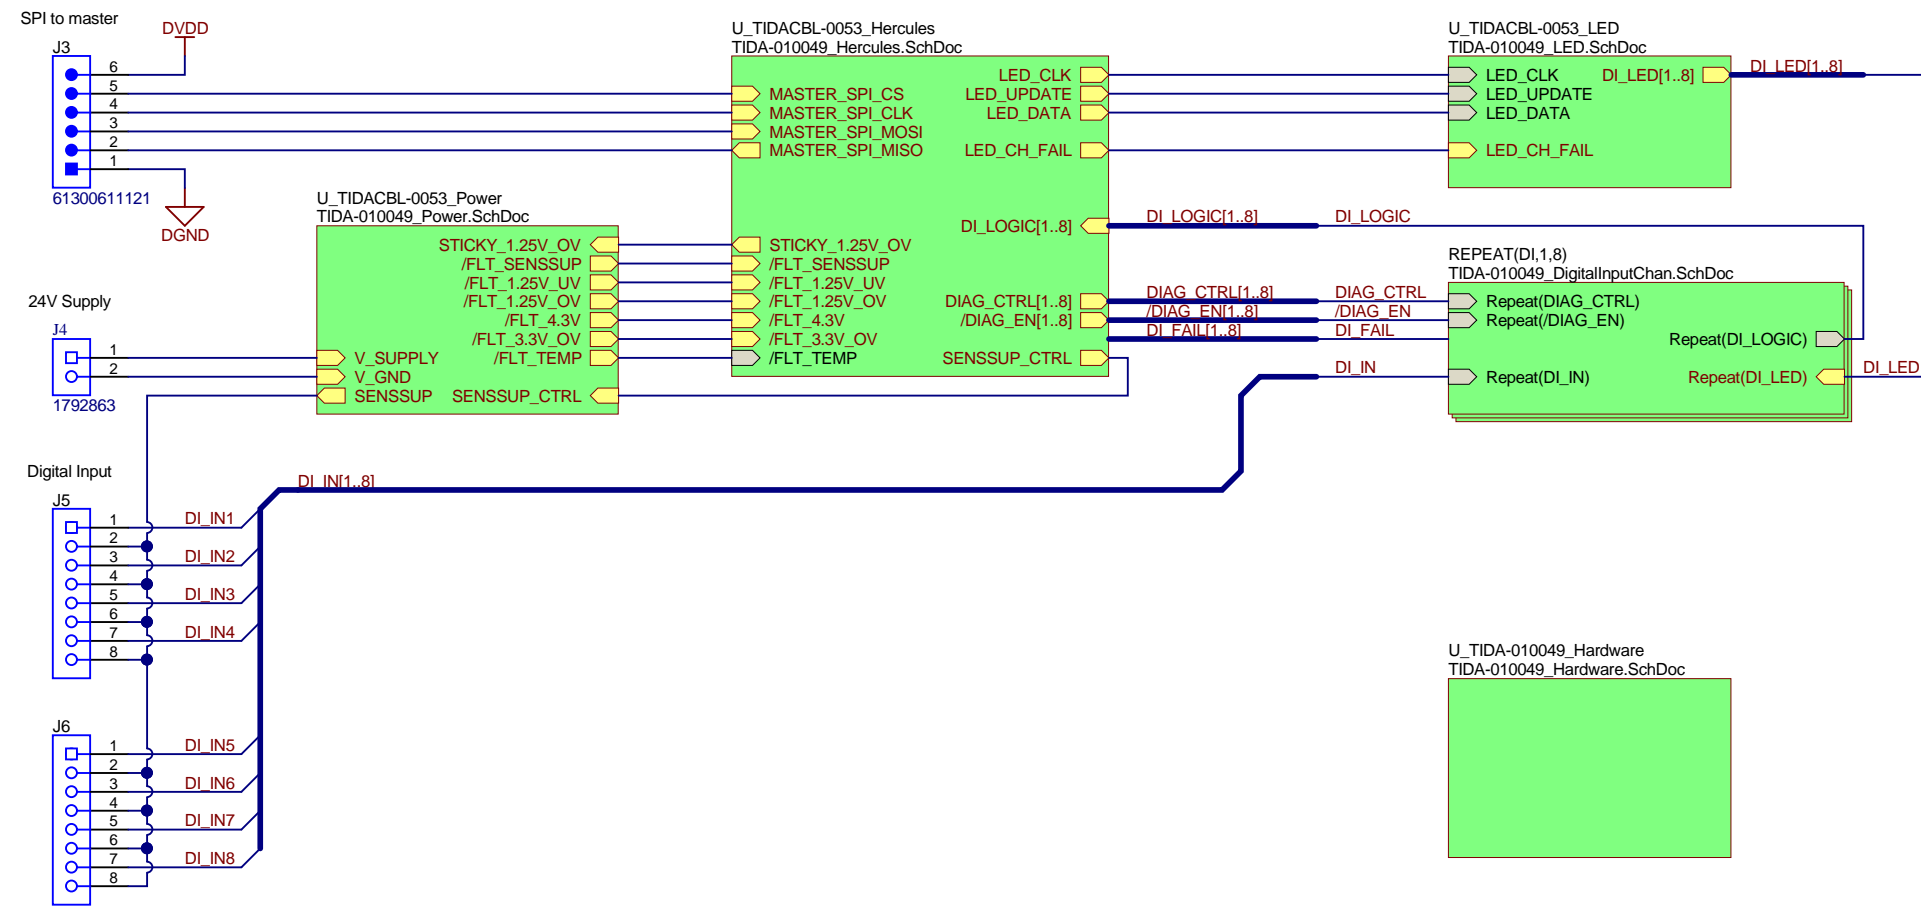 SPI to master
DVDD
J3
6
5
4
3
2
1
61300611121
DGND
U_TIDACBL-0053_Hercules
TIDA-010049_Hercules.SchDoc
MASTER_SPI_CS
MASTER_SPI_CLK
MASTER_SPI_MOSI
MASTER_SPI_MISO
STICKY_1.25V_OV
/FLT_SENSSUP
/FLT_1.25V_UV
/FLT_1.25V_OV
/FLT_4.3V
/FLT_3.3V_OV
/FLT_TEMP
LED_CLK
LED_UPDATE
LED_DATA
LED_CH_FAIL
DI_LOGIC[1..8]
DIAG_CTRL[1..8]
/DIAG_EN[1..8]
SENSSUP_CTRL
U_TIDACBL-0053_LED
TIDA-010049_LED.SchDoc
LED_CLK
LED_UPDATE
LED_DATA
LED_CH_FAIL
DI_LED[1..8]
DI_LED[1..8]
U_TIDACBL-0053_Power
TIDA-010049_Power.SchDoc
STICKY_1.25V_OV
/FLT_SENSSUP
/FLT_1.25V_UV
/FLT_1.25V_OV
/FLT_4.3V
/FLT_3.3V_OV
/FLT_TEMP
V_SUPPLY
V_GND
SENSSUP
SENSSUP_CTRL
24V Supply
J4
1
2
1792863
DI_LOGIC[1..8]
DI_LOGIC
DIAG_CTRL[1..8]
DIAG_CTRL
/DIAG_EN[1..8]
/DIAG_EN
DI_FAIL[1..8]
DI_FAIL
DI_IN
REPEAT(DI,1,8)
TIDA-010049_DigitalInputChan.SchDoc
Repeat(DIAG_CTRL)
Repeat(/DIAG_EN)
Repeat(DI_LOGIC)
Repeat(DI_IN)
Repeat(DI_LED)
DI_LED
Digital Input
DI_IN[1..8]
J5
1
2
3
4
5
6
7
8
DI_IN1
DI_IN2
DI_IN3
DI_IN4
J6
1
2
3
4
5
6
7
8
DI_IN5
DI_IN6
DI_IN7
DI_IN8
U_TIDA-010049_Hardware
TIDA-010049_Hardware.SchDoc